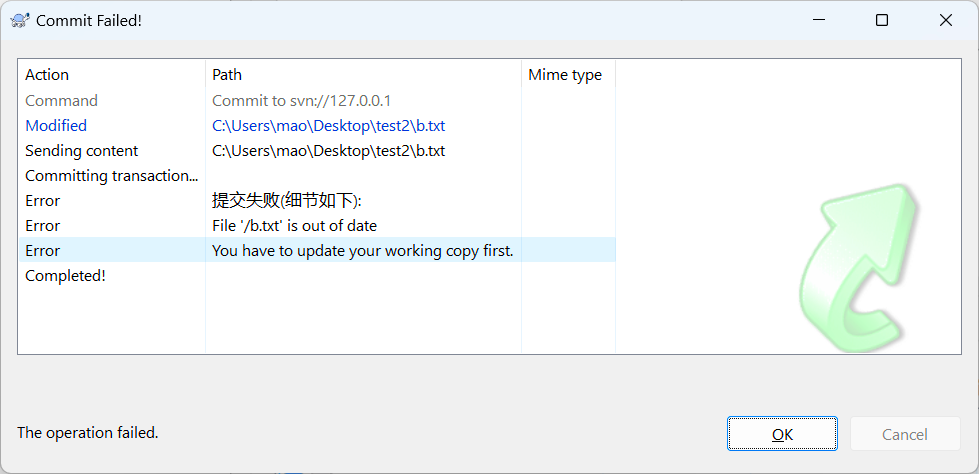 Commit Failed!
Action Path Mime type
Command Commit to svn://127.0.0.1
Modified C:\Users\mao\Desktop\test2\b.txt
Sending content C:\Users\mao\Desktop\test2\b.txt
Committing transaction...
Error 提交失败(细节如下):
Error File '/b.txt' is out of date
Error You have to update your working copy first.
Completed!
The operation failed.
OK Cancel